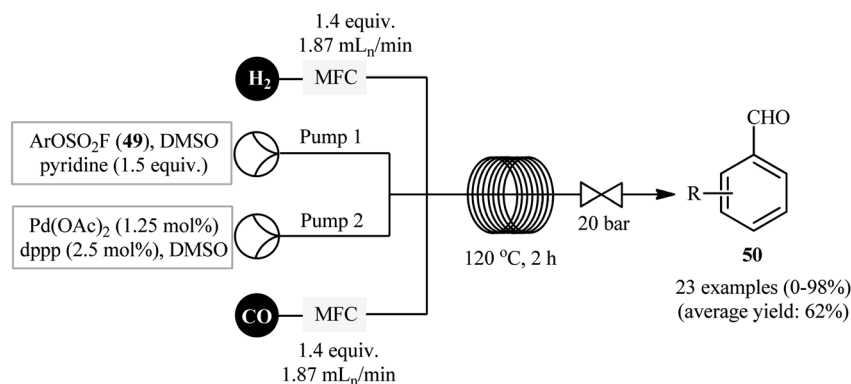 1.4 equiv.
1.87 mLₙ/min
H₂
MFC
ArOSO₂F (49), DMSO
pyridine (1.5 equiv.)
Pump 1
Pd(OAc)₂ (1.25 mol%)
dppp (2.5 mol%), DMSO
Pump 2
CO
MFC
1.4 equiv.
1.87 mLₙ/min
120 °C, 2 h
20 bar
CHO
R
50
23 examples (0-98%)
(average yield: 62%)